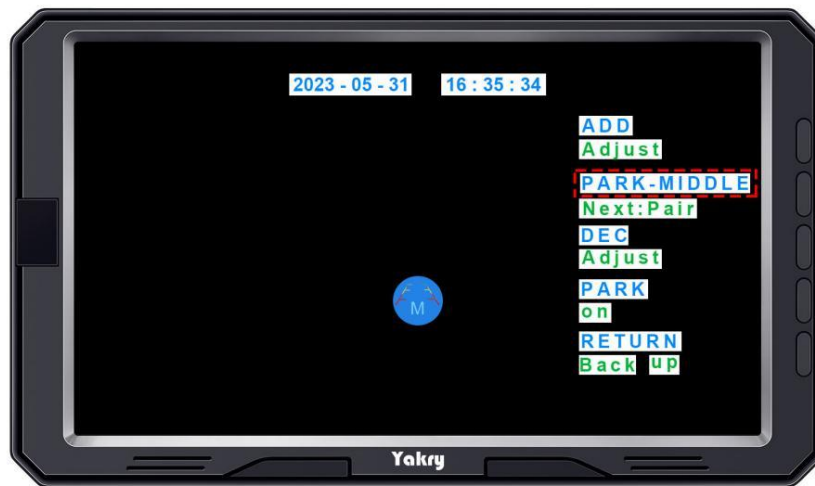 2023 - 05 - 31 16 : 35 : 34
ADD
Adjust
PARK-MIDDLE
Next:Pair
DEC
Adjust
PARK
on
M
RETURN
Back up
Yakry